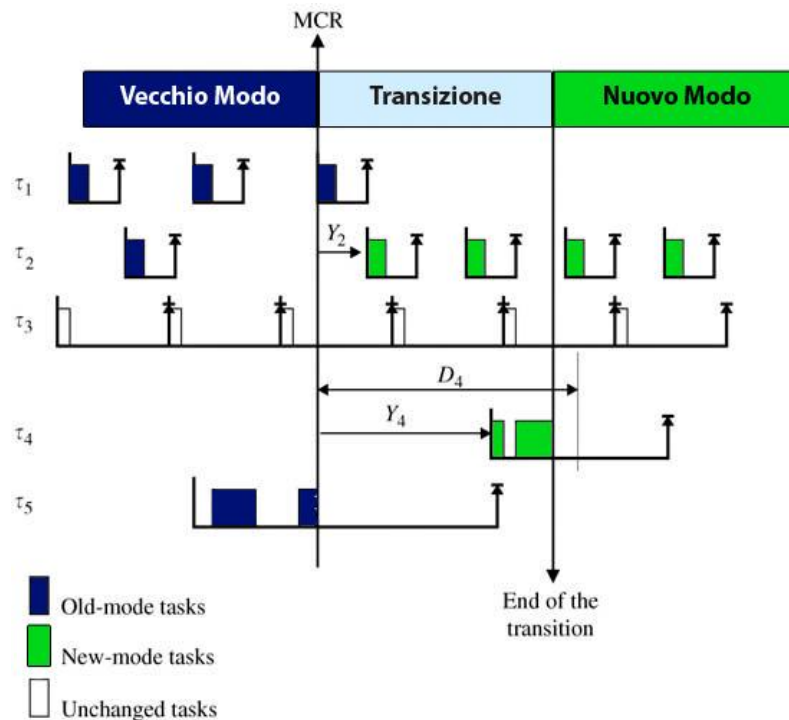 MCR
Vecchio Modo
Transizione
Nuovo Modo
τ1
τ2
Y2
τ3
D4
τ4
Y4
τ5
End of the
transition
Old-mode tasks
New-mode tasks
Unchanged tasks